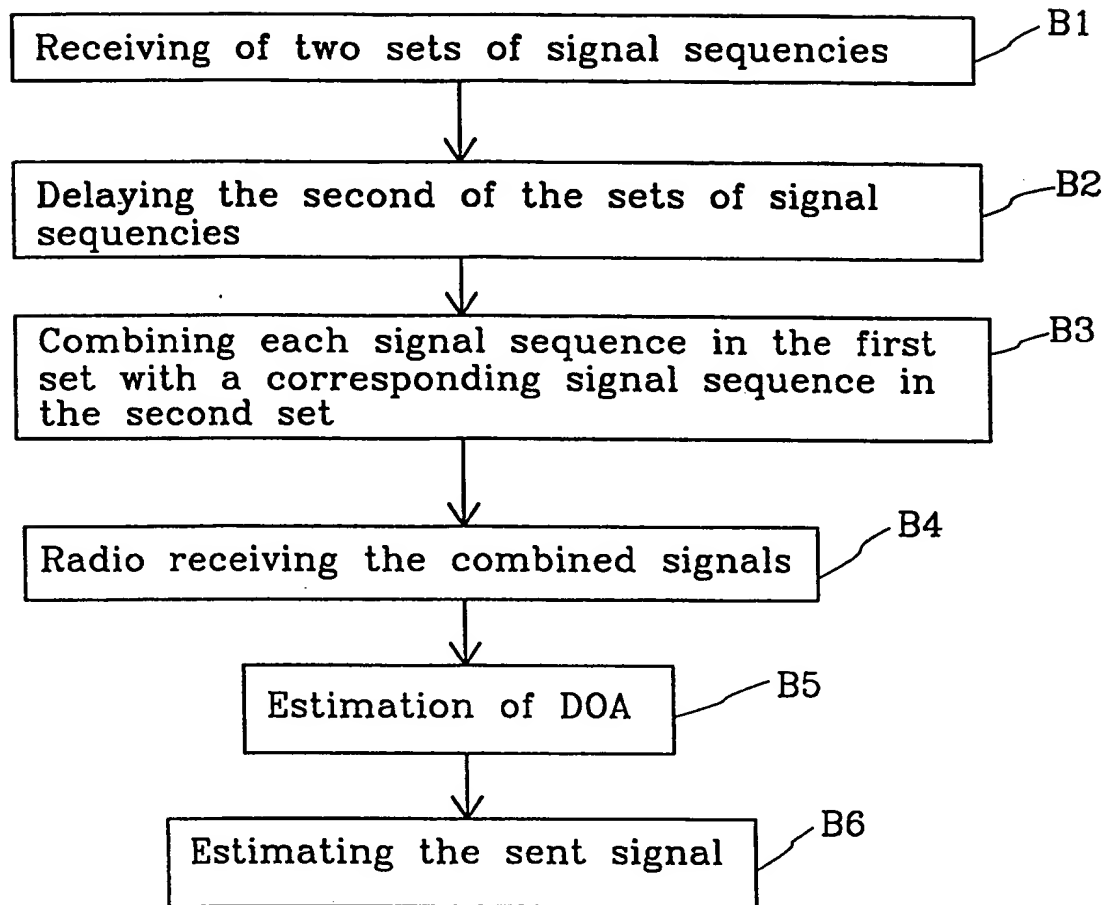 Receiving of two sets of signal sequencies
B1
Delaying the second of the sets of signal
sequencies
B2
Combining each signal sequence in the first
set with a corresponding signal sequence in
the second set
B3
Radio receiving the combined signals
B4
Estimation of DOA
B5
Estimating the sent signal
B6